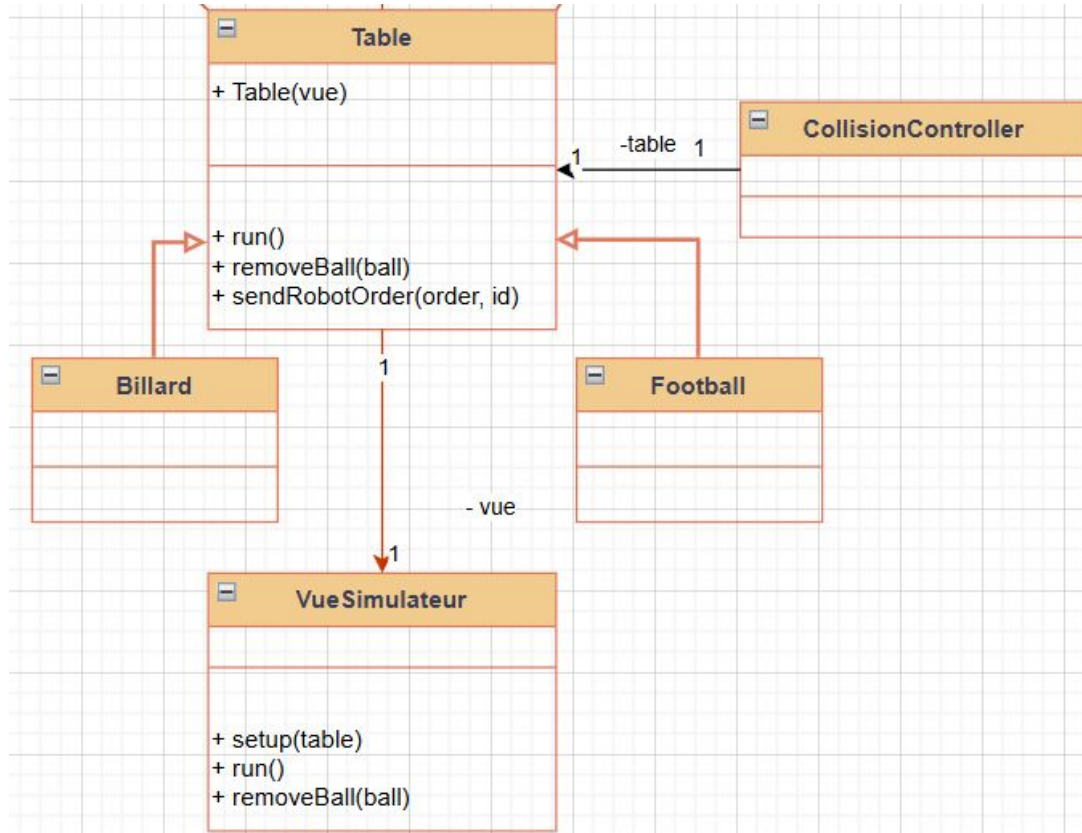 Table
+ Table(vue)
CollisionController
-table
1
1
+ run()
+ removeBall(ball)
+ sendRobotOrder(order, id)
1
Billard
Football
- vue
1
VueSimulateur
+ setup(table)
+ run()
+ removeBall(ball)